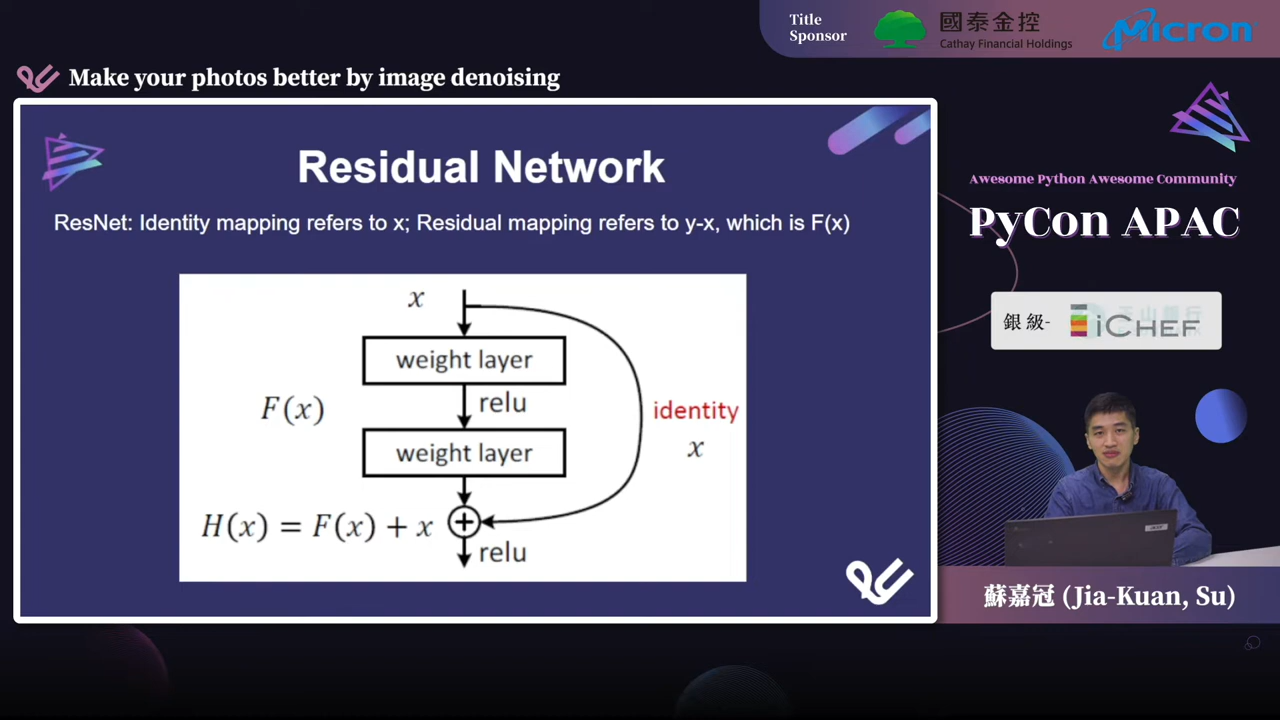 Title
Sponsor
國泰金控
Cathay Financial Holdings
Micron
Make your photos better by image denoising
Residual Network
ResNet: Identity mapping refers to x; Residual mapping refers to y-x, which is F(x)
x
weight layer
F(x)
relu
identity
x
weight layer
H(x) = F(x) + x
relu
Awesome Python Awesome Community
PyCon APAC
銀級-
iCHEF
acer
蘇嘉冠 (Jia-Kuan, Su)